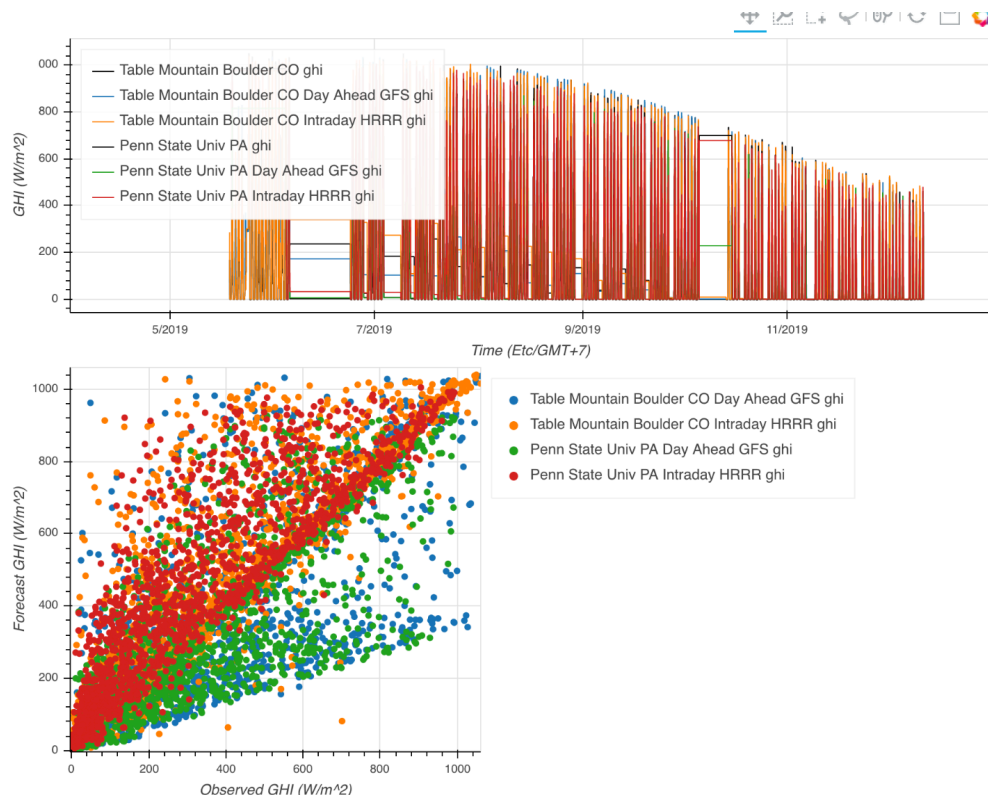 000
800
600
400
200
0
GHI (W/m^2)
Table Mountain Boulder CO ghi
Table Mountain Boulder CO Day Ahead GFS ghi
Table Mountain Boulder CO Intraday HRRR ghi
Penn State Univ PA ghi
Penn State Univ PA Day Ahead GFS ghi
Penn State Univ PA Intraday HRRR ghi
5/2019
7/2019
9/2019
11/2019
Time (Etc/GMT+7)
1000
800
600
400
200
0
Forecast GHI (W/m^2)
0
200
400
600
800
1000
Observed GHI (W/m^2)
Table Mountain Boulder CO Day Ahead GFS ghi
Table Mountain Boulder CO Intraday HRRR ghi
Penn State Univ PA Day Ahead GFS ghi
Penn State Univ PA Intraday HRRR ghi